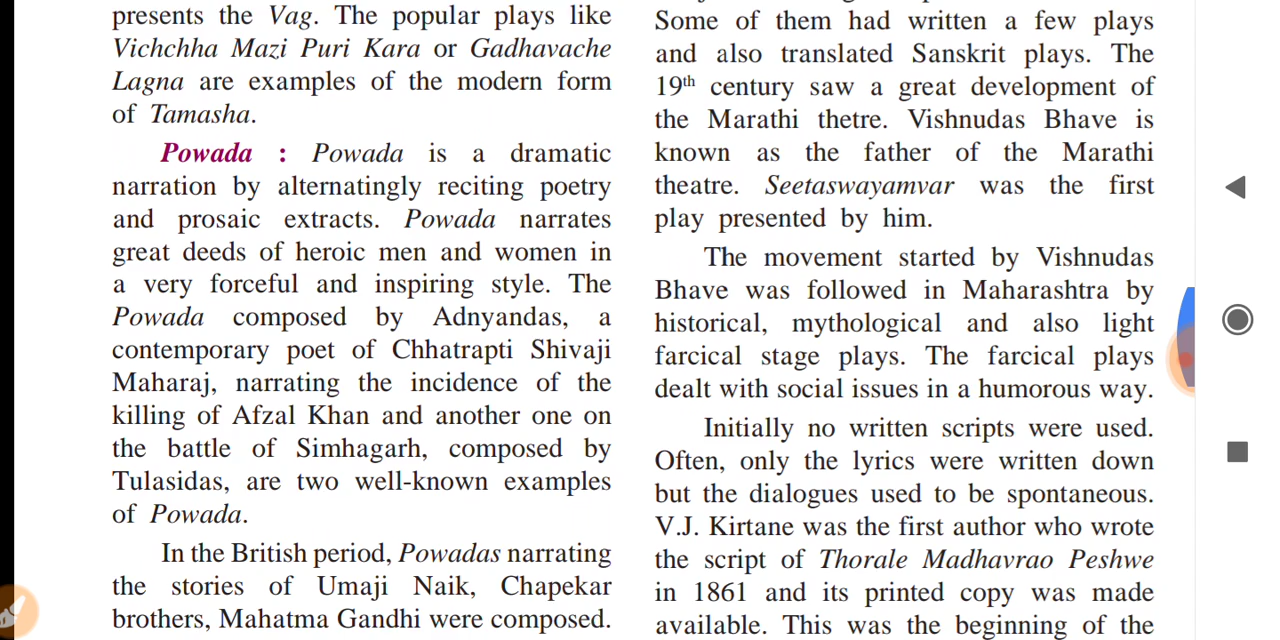 presents the Vag. The popular plays like
Vichchha Mazi Puri Kara or Gadhavache
Lagna are examples of the modern form
of Tamasha.
Powada : Powada is a dramatic
narration by alternatingly reciting poetry
and prosaic extracts. Powada narrates
great deeds of heroic men and women in
a very forceful and inspiring style. The
Powada composed by Adnyandas, a
contemporary poet of Chhatrapti Shivaji
Maharaj, narrating the incidence of the
killing of Afzal Khan and another one on
the battle of Simhagarh, composed by
Tulasidas, are two well-known examples
of Powada.
In the British period, Powadas narrating
the stories of Umaji Naik, Chapekar
brothers, Mahatma Gandhi were composed.
Some of them had written a few plays
and also translated Sanskrit plays. The
19th century saw a great development of
the Marathi thetre. Vishnudas Bhave is
known as the father of the Marathi
theatre. Seetaswayamvar was the first
play presented by him.
The movement started by Vishnudas
Bhave was followed in Maharashtra by
historical, mythological and also light
farcical stage plays. The farcical plays
dealt with social issues in a humorous way.
Initially no written scripts were used.
Often, only the lyrics were written down
but the dialogues used to be spontaneous.
V.J. Kirtane was the first author who wrote
the script of Thorale Madhavrao Peshwe
in 1861 and its printed copy was made
available. This was the beginning of the